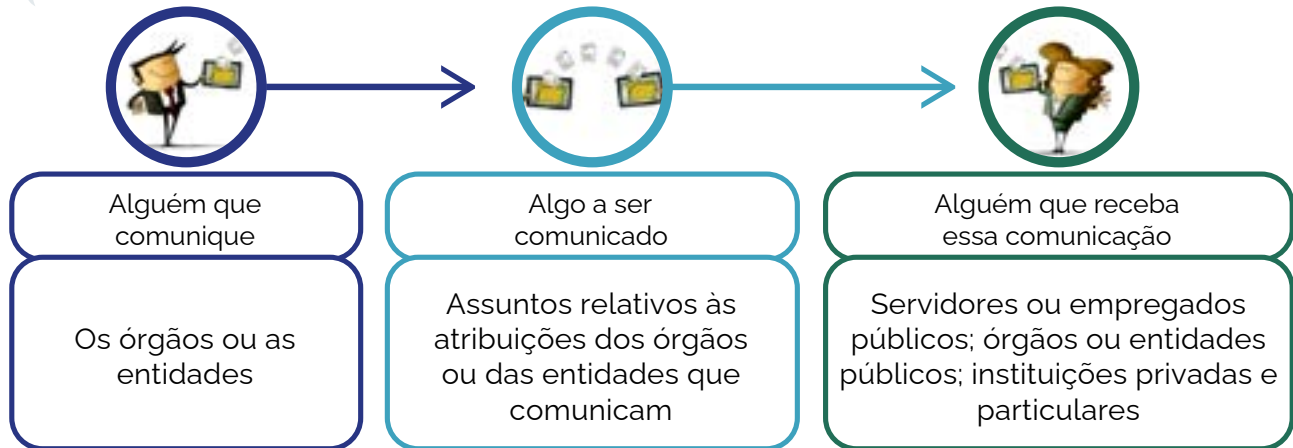 Alguém que
comunique
Os órgãos ou as
entidades
Algo a ser
comunicado
Assuntos relativos às
atribuições dos órgãos
ou das entidades que
comunicam
Alguém que receba
essa comunicação
Servidores ou empregados
públicos; órgãos ou entidades
públicos; instituições privadas e
particulares